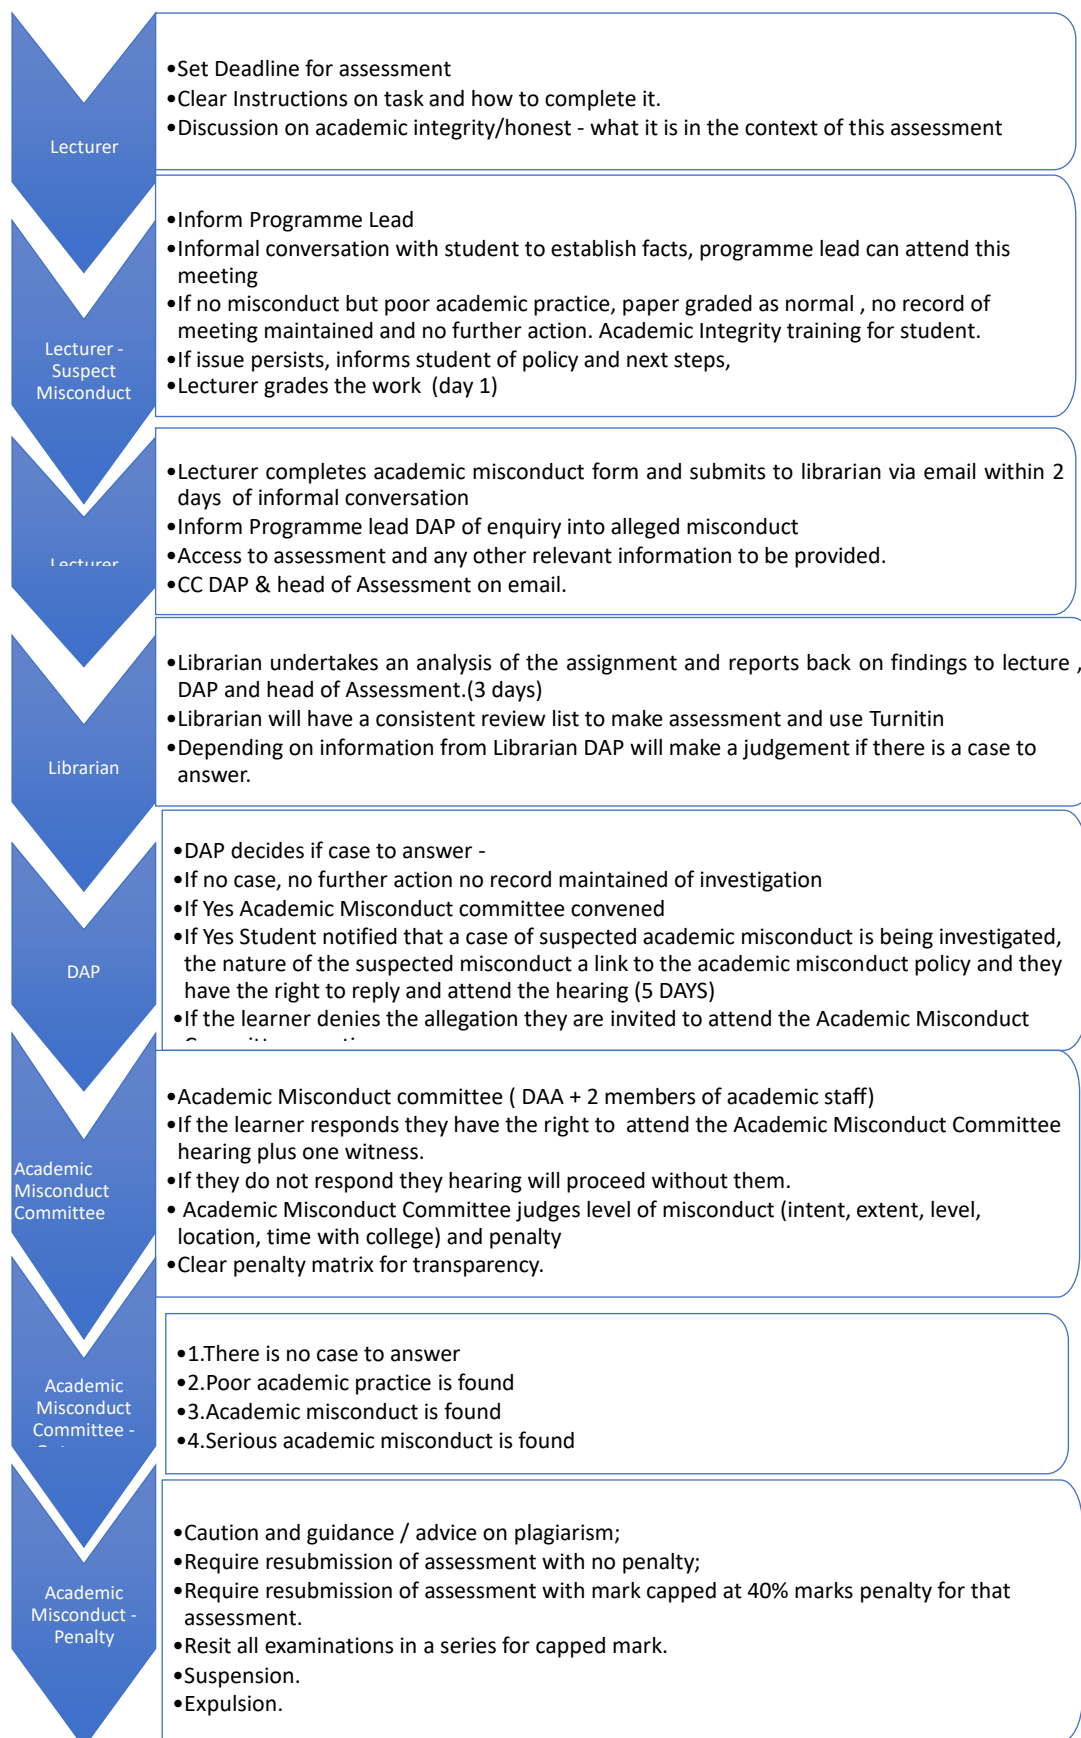 •Set Deadline for assessment
•Clear Instructions on task and how to complete it.
•Discussion on academic integrity/honest - what it is in the context of this assessment
Lecturer
•Inform Programme Lead
•Informal conversation with student to establish facts, programme lead can attend this
meeting
•If no misconduct but poor academic practice, paper graded as normal , no record of
meeting maintained and no further action. Academic Integrity training for student.
•If issue persists, informs student of policy and next steps,
•Lecturer grades the work (day 1)
Lecturer -
Suspect
Misconduct
•Lecturer completes academic misconduct form and submits to librarian via email within 2
days of informal conversation
•Inform Programme lead DAP of enquiry into alleged misconduct
•Access to assessment and any other relevant information to be provided.
•CC DAP & head of Assessment on email.
Lecturer
•Librarian undertakes an analysis of the assignment and reports back on findings to lecture ,
DAP and head of Assessment.(3 days)
•Librarian will have a consistent review list to make assessment and use Turnitin
•Depending on information from Librarian DAP will make a judgement if there is a case to
answer.
Librarian
•DAP decides if case to answer -
•If no case, no further action no record maintained of investigation
•If Yes Academic Misconduct committee convened
•If Yes Student notified that a case of suspected academic misconduct is being investigated,
the nature of the suspected misconduct a link to the academic misconduct policy and they
have the right to reply and attend the hearing (5 DAYS)
•If the learner denies the allegation they are invited to attend the Academic Misconduct
DAP
•Academic Misconduct committee ( DAA + 2 members of academic staff)
•If the learner responds they have the right to attend the Academic Misconduct Committee
hearing plus one witness.
•If they do not respond they hearing will proceed without them.
• Academic Misconduct Committee judges level of misconduct (intent, extent, level,
location, time with college) and penalty
•Clear penalty matrix for transparency.
Academic
Misconduct
Committee
•1.There is no case to answer
•2.Poor academic practice is found
•3.Academic misconduct is found
•4.Serious academic misconduct is found
Academic
Misconduct
Committee -
•Caution and guidance / advice on plagiarism;
•Require resubmission of assessment with no penalty;
•Require resubmission of assessment with mark capped at 40% marks penalty for that
assessment.
•Resit all examinations in a series for capped mark.
•Suspension.
•Expulsion.
Academic
Misconduct -
Penalty